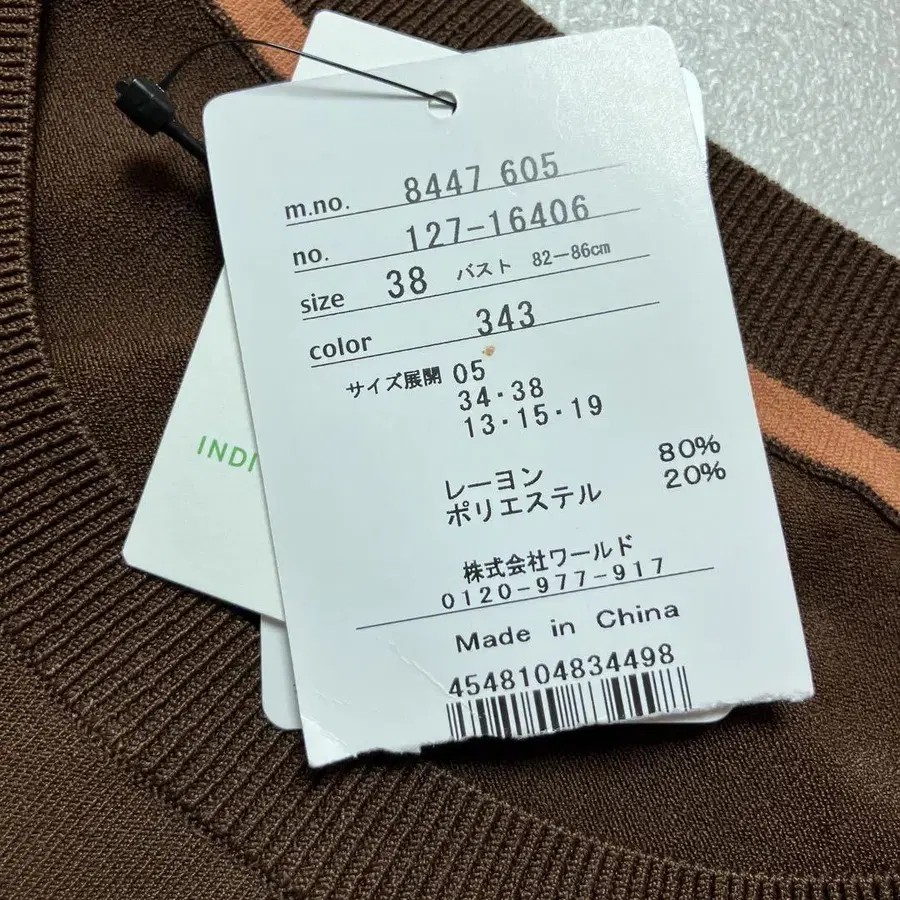 m.no. 8447 605
no. 127-16406
size 38 バスト 82-86cm
color 343
サイズ展開 05
34・38
13・15・19
レーヨン 80%
ポリエステル 20%
株式会社ワールド
0120-977-917
Made in China
4548104834498
INDI